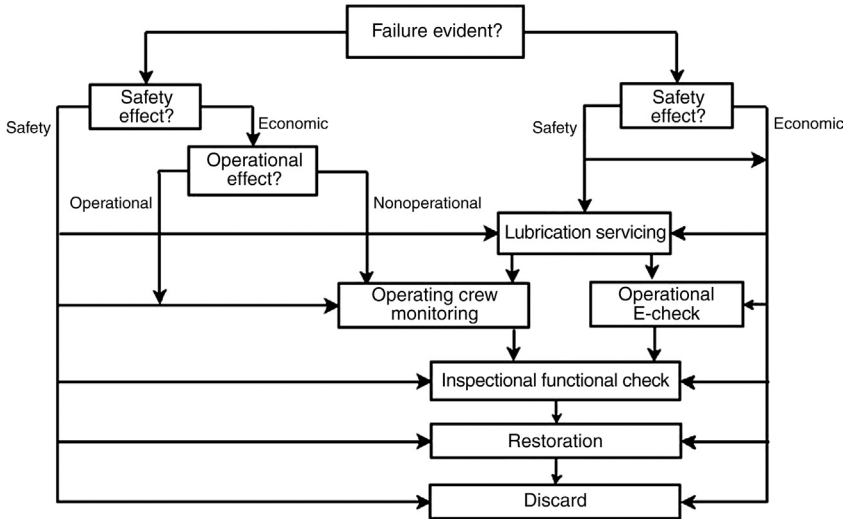 Failure evident?
Safety
effect?
Safety
effect?
Safety
Economic
Safety
Economic
Operational
effect?
Operational
Nonoperational
Lubrication servicing
Operating crew
monitoring
Operational
E-check
Inspectional functional check
Restoration
Discard